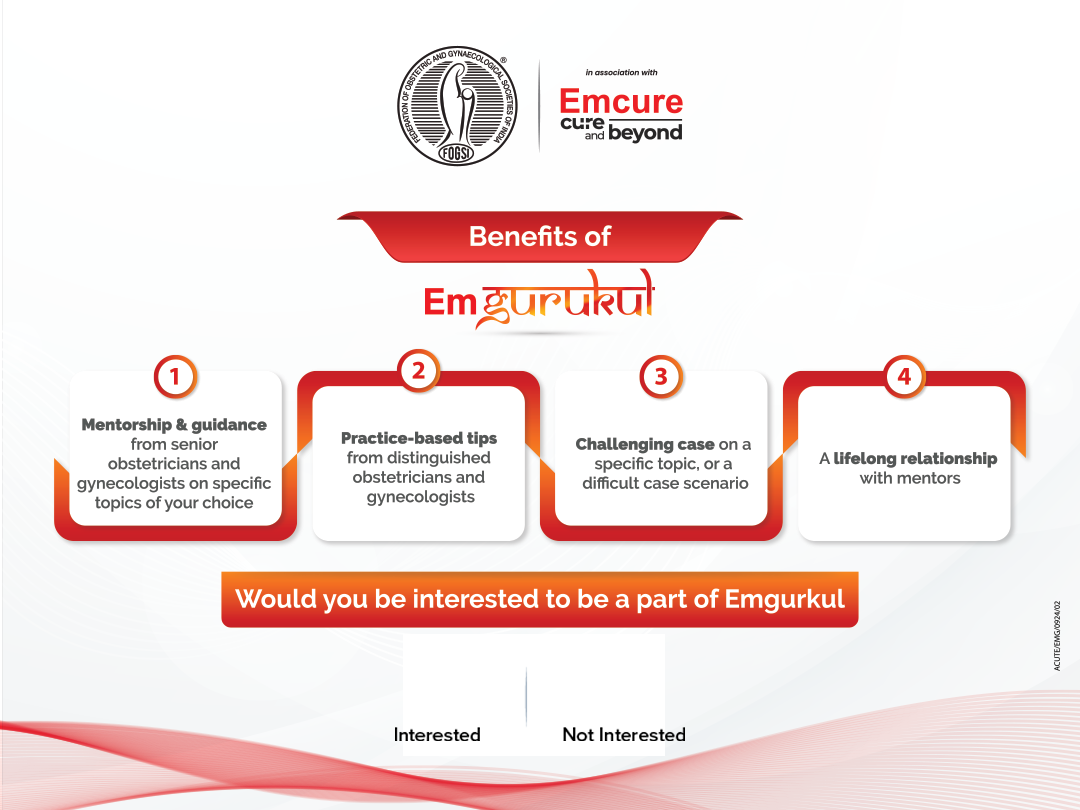 FEDERATION OF OBSTETRIC AND GYNAECOLOGICAL SOCIETIES OF INDIA
®
FOGSI
in association with
Emcure
cure
and beyond
Benefits of
Emgurukul
1
Mentorship & guidance
from senior
obstetricians and
gynecologists on specific
topics of your choice
2
Practice-based tips
from distinguished
obstetricians and
gynecologists
3
Challenging case on a
specific topic, or a
difficult case scenario
4
A lifelong relationship
with mentors
Would you be interested to be a part of Emgurkul
Interested
Not Interested
ACUTE/EMG/0924/02